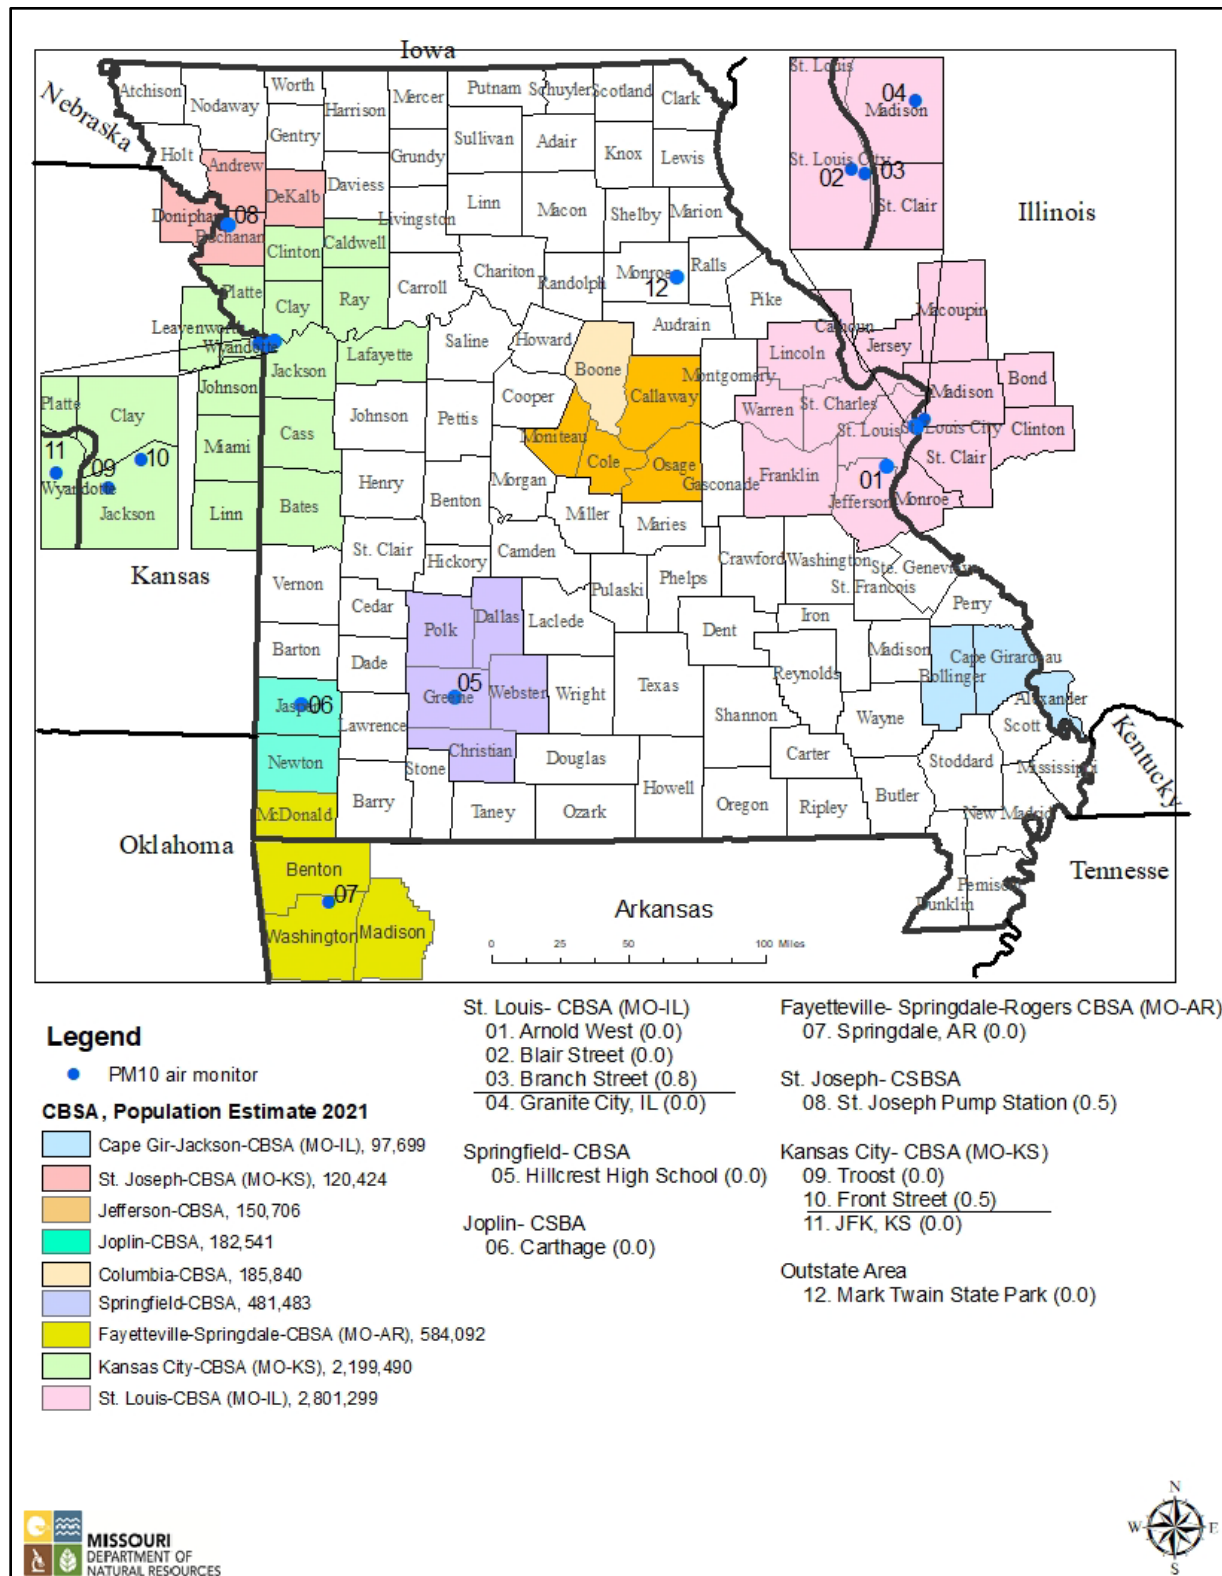 Iowa
Nebraska
Illinois
Kansas
Oklahoma
Arkansas
Kentucky
Tennesse
Atchison
Nodaway
Worth
Gentry
Harrison
Mercer
Putnam
Schuyler
Scotland
Clark
Holt
Andrew
DeKalb
Daviess
Grundy
Sullivan
Adair
Knox
Lewis
Doniphan
08
Buchanan
Clinton
Caldwell
Livingston
Linn
Macon
Shelby
Marion
Platte
Clay
Ray
Carroll
Chariton
Randolph
Monroe
12
Ralls
Pike
Audrain
Leavenworth
Wyandotte
Jackson
Lafayette
Saline
Howard
Boone
Callaway
Montgomery
Lincoln
Calhoun
Jersey
Macoupin
Madison
Bond
Johnson
Johnson
Pettis
Cooper
Moniteau
Cole
Osage
Gasconade
Warren
St. Charles
St. Louis
St. Louis City
Clinton
St. Clair
Miami
Cass
Henry
Benton
Morgan
Miller
Maries
Franklin
01
Jefferson
Monroe
Linn
Bates
St. Clair
Hickory
Camden
Pulaski
Phelps
Crawford
Washington
Ste. Genevieve
St. Francois
Perry
Vernon
Cedar
Polk
Dallas
Laclede
Dent
Iron
Madison
Bollinger
Cape Girardeau
Alexander
Barton
Dade
Greene
05
Webster
Wright
Texas
Shannon
Reynolds
Wayne
Scott
Jasper
06
Lawrence
Christian
Stone
Douglas
Howell
Carter
Stoddard
Mississippi
Newton
McDonald
Barry
Taney
Ozark
Oregon
Ripley
Butler
New Madrid
Pemiscot
Dunklin
Benton
07
Washington
Madison
St. Louis
04
Madison
St. Louis City
02
03
St. Clair
Platte
Clay
11
09
10
Wyandotte
Jackson
0 25 50 100 Miles
Legend
PM10 air monitor
CBSA, Population Estimate 2021
Cape Gir-Jackson-CBSA (MO-IL), 97,699
St. Joseph-CBSA (MO-KS), 120,424
Jefferson-CBSA, 150,706
Joplin-CBSA, 182,541
Columbia-CBSA, 185,840
Springfield-CBSA, 481,483
Fayetteville-Springdale-CBSA (MO-AR), 584,092
Kansas City-CBSA (MO-KS), 2,199,490
St. Louis-CBSA (MO-IL), 2,801,299
St. Louis- CBSA (MO-IL)
01. Arnold West (0.0)
02. Blair Street (0.0)
03. Branch Street (0.8)
04. Granite City, IL (0.0)
Springfield- CBSA
05. Hillcrest High School (0.0)
Joplin- CSBA
06. Carthage (0.0)
Fayetteville- Springdale-Rogers CBSA (MO-AR)
07. Springdale, AR (0.0)
St. Joseph- CSBSA
08. St. Joseph Pump Station (0.5)
Kansas City- CBSA (MO-KS)
09. Troost (0.0)
10. Front Street (0.5)
11. JFK, KS (0.0)
Outstate Area
12. Mark Twain State Park (0.0)
MISSOURI
DEPARTMENT OF
NATURAL RESOURCES
N
W E
S